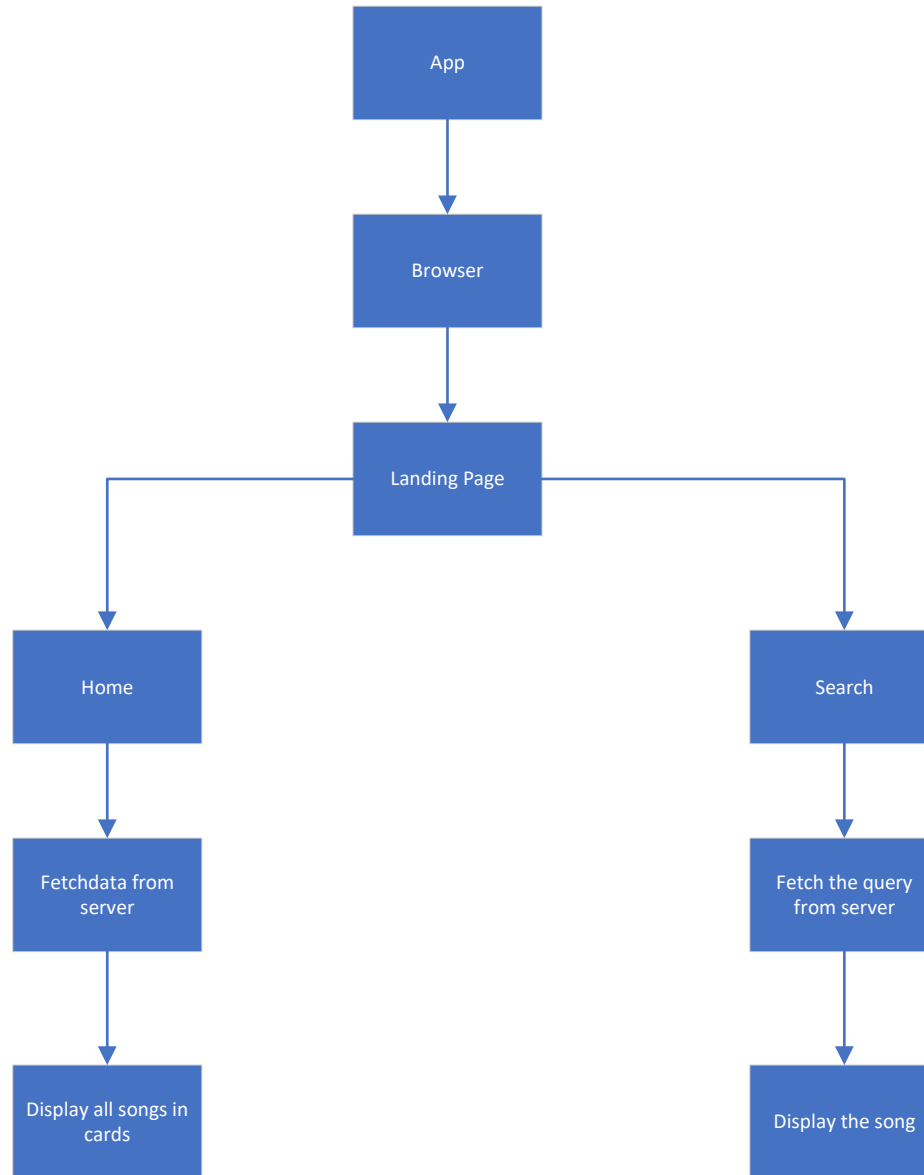 App
Browser
Landing Page
Home
Search
Fetchdata from
server
Fetch the query
from server
Display all songs in
cards
Display the song